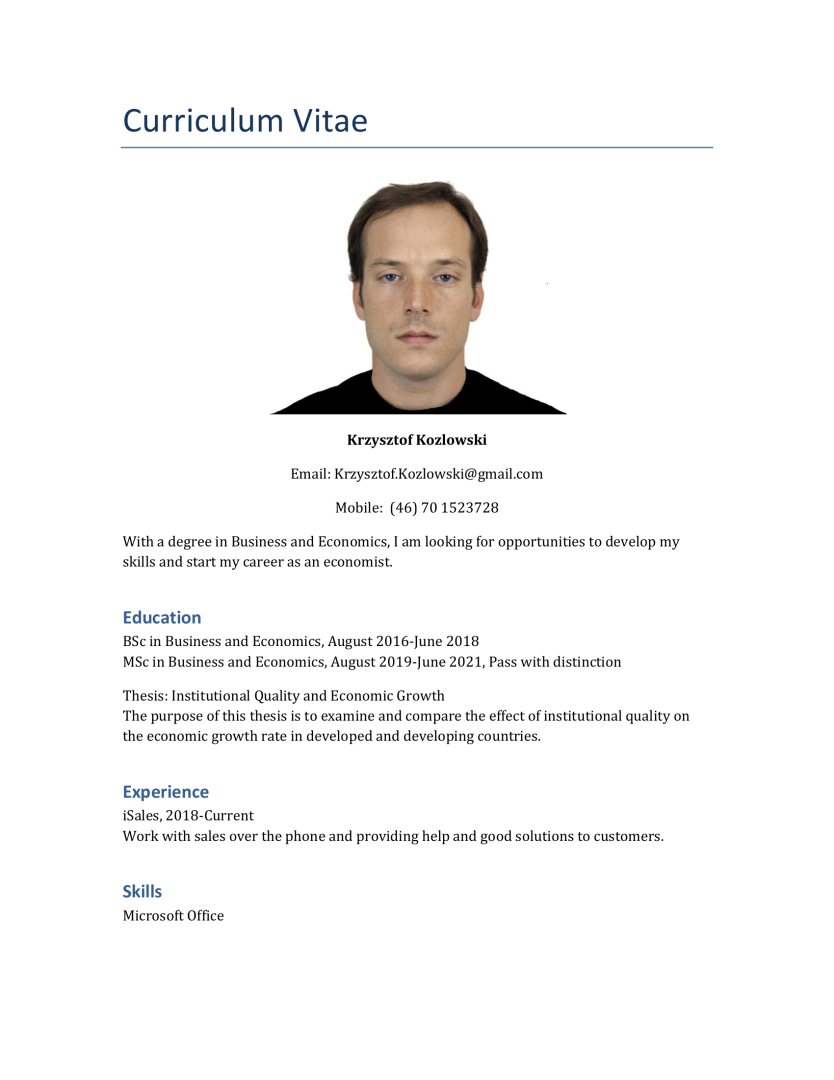 Curriculum Vitae
Krzysztof Kozlowski
Email: Krzysztof.Kozlowski@gmail.com
Mobile:  (46) 70 1523728
With a degree in Business and Economics, I am looking for opportunities to develop my
skills and start my career as an economist.
Education
BSc in Business and Economics, August 2016-June 2018
MSc in Business and Economics, August 2019-June 2021, Pass with distinction
Thesis: Institutional Quality and Economic Growth
The purpose of this thesis is to examine and compare the effect of institutional quality on
the economic growth rate in developed and developing countries.
Experience
iSales, 2018-Current
Work with sales over the phone and providing help and good solutions to customers.
Skills
Microsoft Office